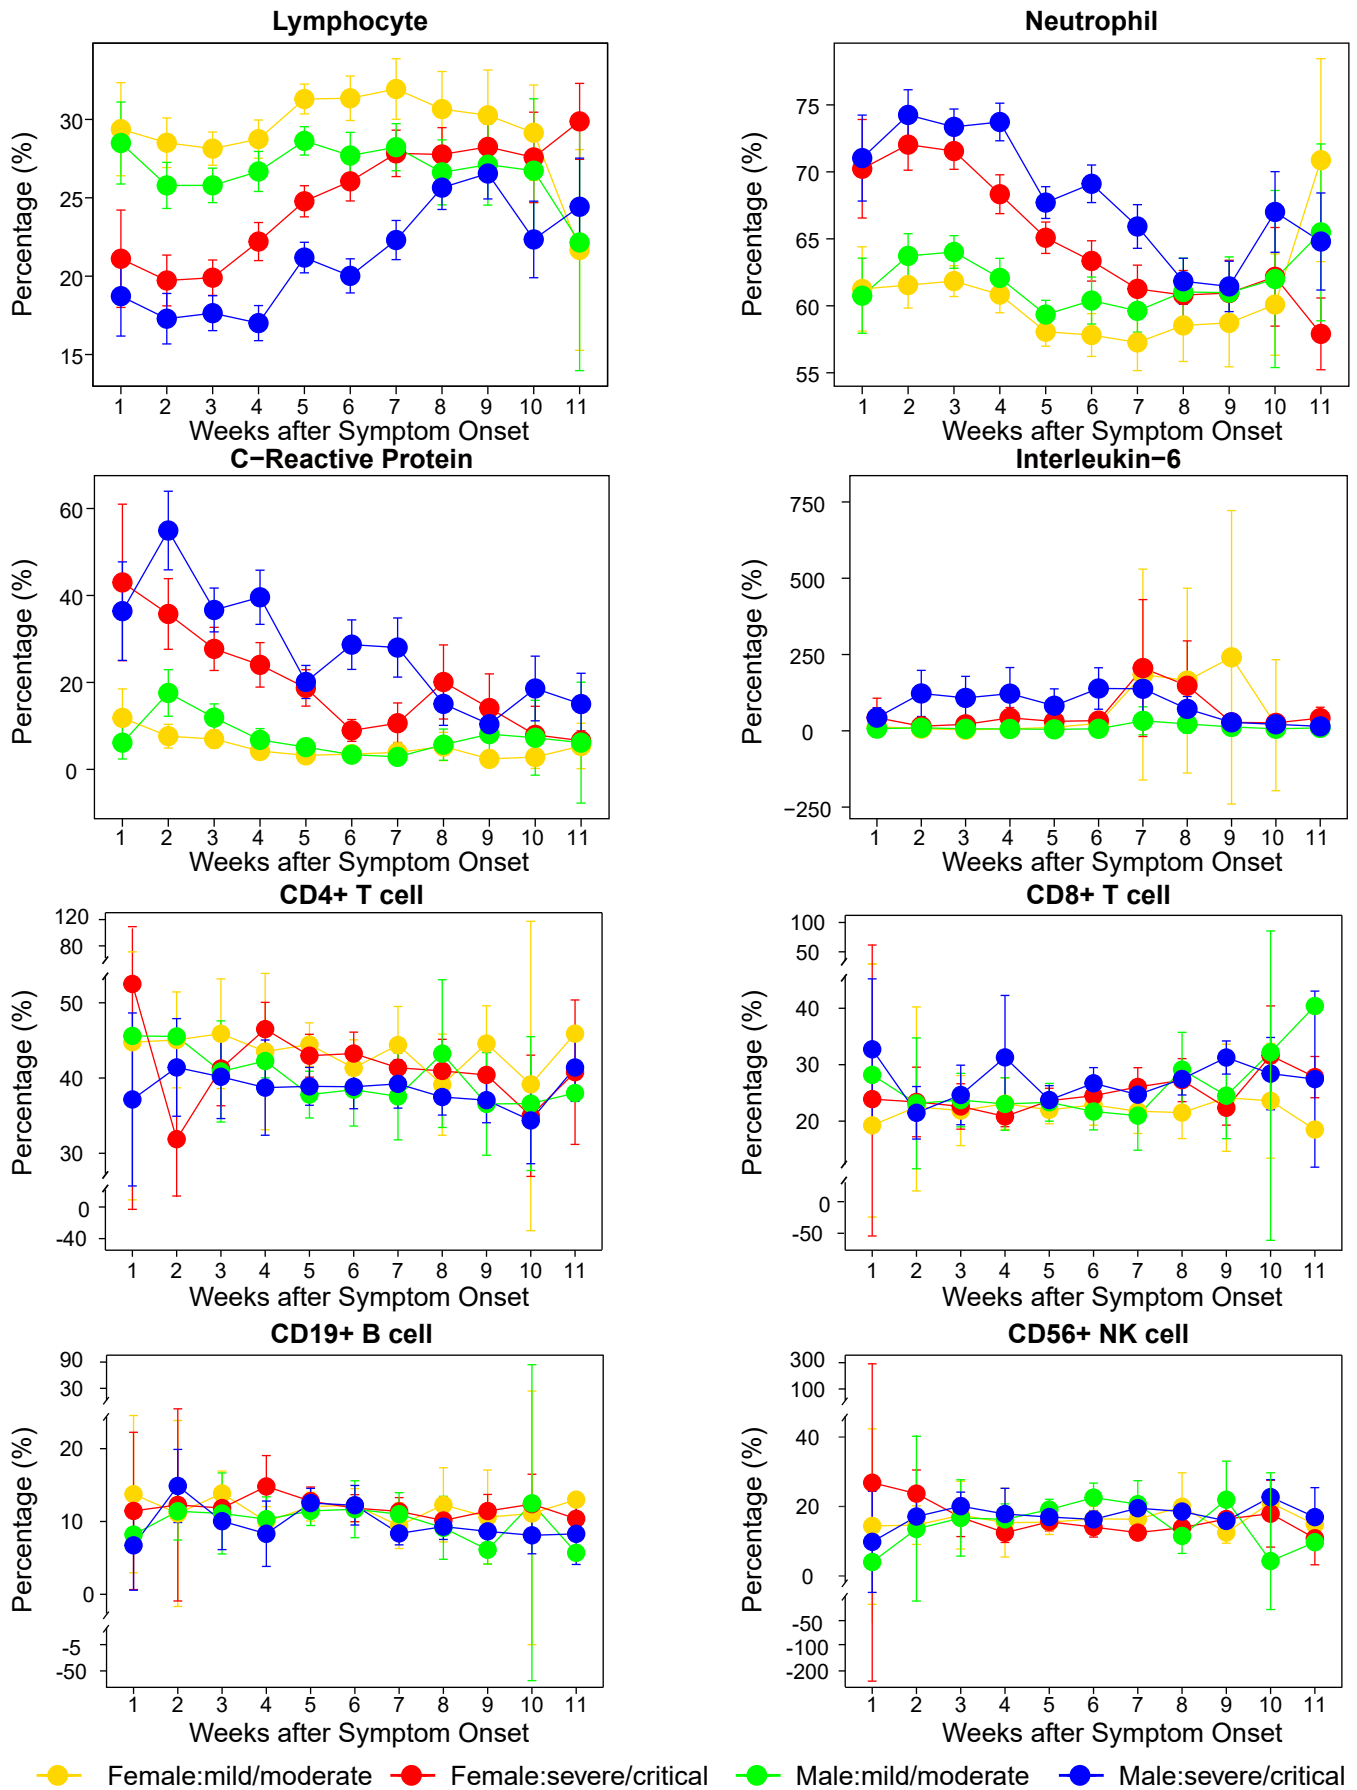 Lymphocyte
Percentage (%)
30
25
20
15
1 2 3 4 5 6 7 8 9 10 11
Weeks after Symptom Onset
Neutrophil
Percentage (%)
75
70
65
60
55
1 2 3 4 5 6 7 8 9 10 11
Weeks after Symptom Onset
C−Reactive Protein
Percentage (%)
60
40
20
0
1 2 3 4 5 6 7 8 9 10 11
Weeks after Symptom Onset
Interleukin−6
Percentage (%)
750
500
250
0
−250
1 2 3 4 5 6 7 8 9 10 11
Weeks after Symptom Onset
CD4+ T cell
Percentage (%)
120
80
50
40
30
0
-40
1 2 3 4 5 6 7 8 9 10 11
Weeks after Symptom Onset
CD8+ T cell
Percentage (%)
100
50
40
30
20
0
-50
1 2 3 4 5 6 7 8 9 10 11
Weeks after Symptom Onset
CD19+ B cell
Percentage (%)
90
30
20
10
0
-5
-50
1 2 3 4 5 6 7 8 9 10 11
Weeks after Symptom Onset
CD56+ NK cell
Percentage (%)
300
100
40
20
0
-50
-100
-200
1 2 3 4 5 6 7 8 9 10 11
Weeks after Symptom Onset
Female:mild/moderate Female:severe/critical Male:mild/moderate Male:severe/critical